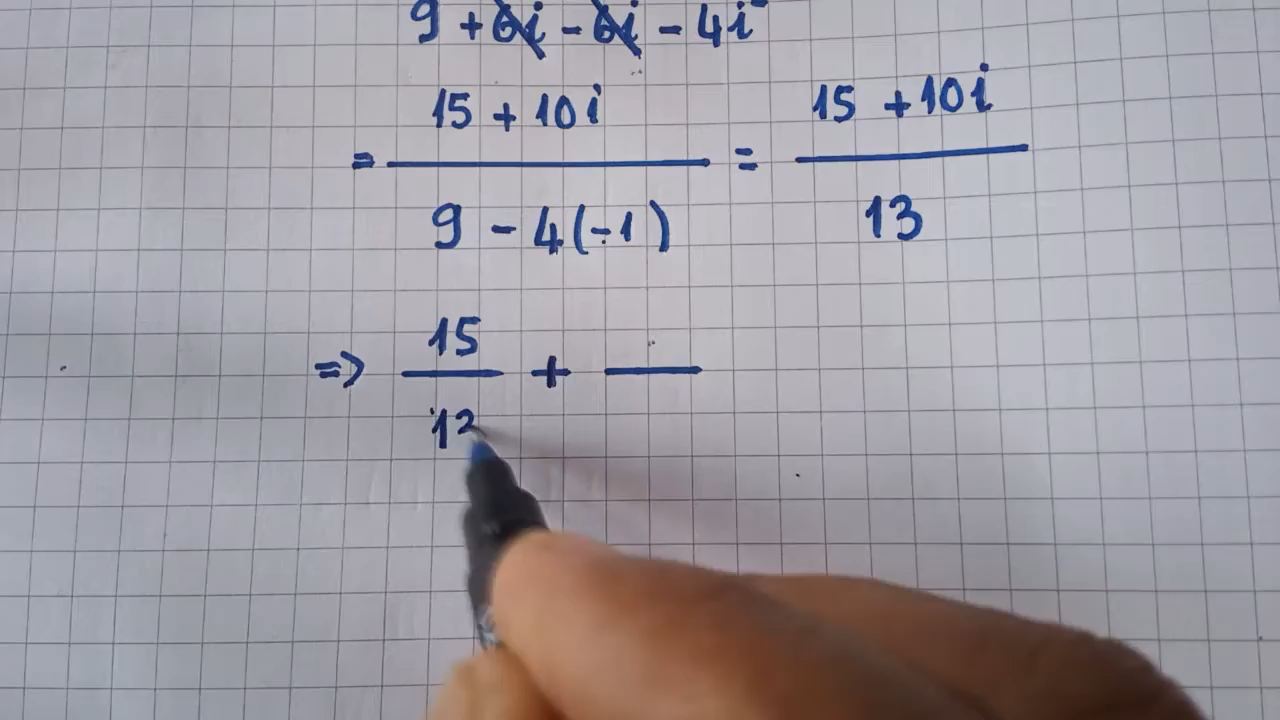 9 + 6i - 6i - 4i²
15 + 10i 15 + 10i
= ——— = ———
9 - 4(-1) 13
15
=> ——— + ———
13